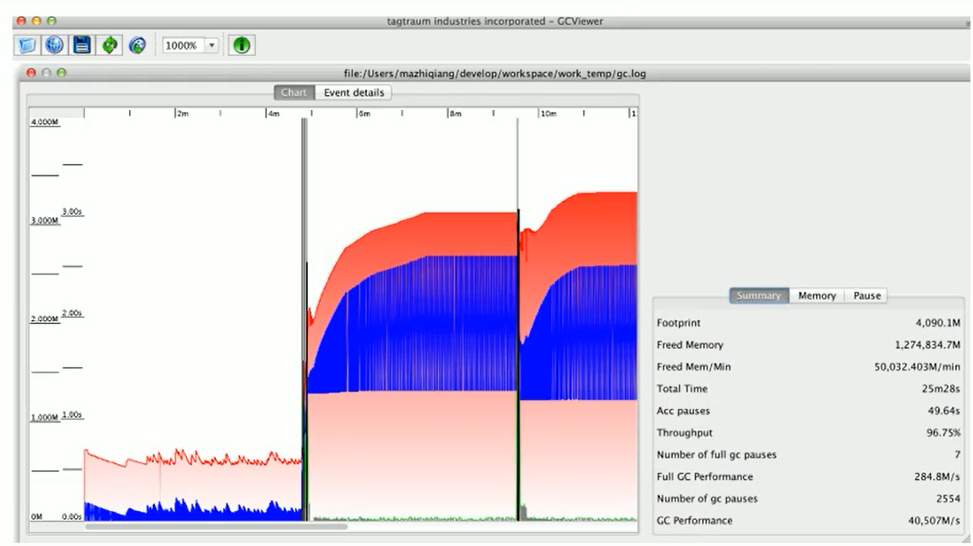 tagtraum industries incorporated - GCViewer
1000%
file:/Users/mazhiqiang/develop/workspace/work_temp/gc.log
Chart Event details
2m 4m 6m 8m 10m 1
4,000M
3.00s
3,000M
2.00s
2,000M
1,000M 1.00s
0M 0.00s
Summary Memory Pause
Footprint 4,090.1M
Freed Memory 1,274,834.7M
Freed Mem/Min 50,032.403M/min
Total Time 25m28s
Acc pauses 49.64s
Throughput 96.75%
Number of full gc pauses 7
Full GC Performance 284.8M/s
Number of gc pauses 2554
GC Performance 40,507M/s